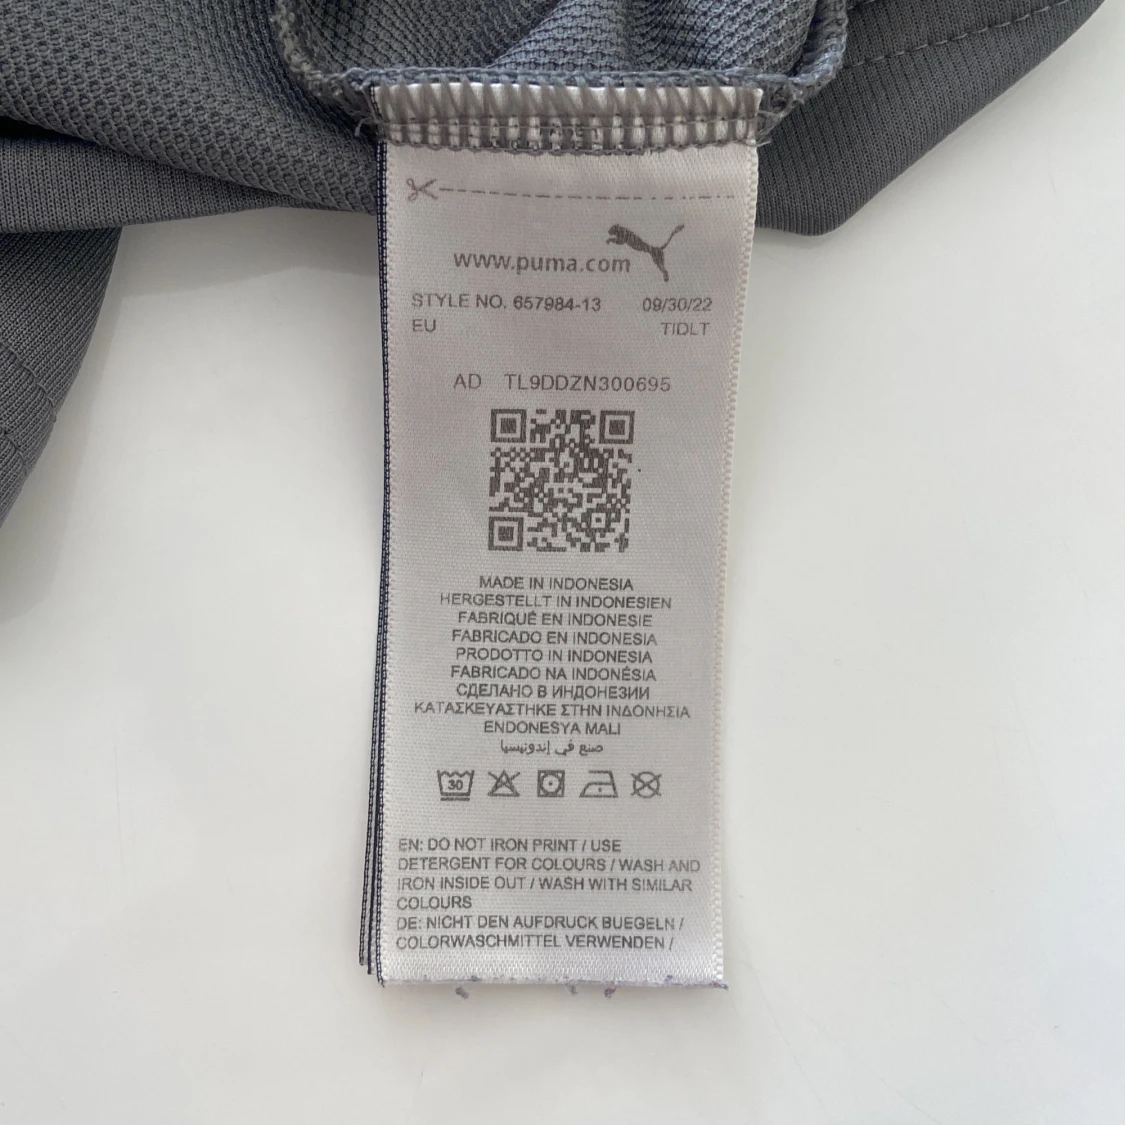 www.puma.com
STYLE NO. 657984-13 09/30/22
EU TIDLT
AD TL9DDZN300695
MADE IN INDONESIA
HERGESTELLT IN INDONESIEN
FABRIQUÉ EN INDONESIE
FABRICADO EN INDONESIA
PRODOTTO IN INDONESIA
FABRICADO NA INDONÉSIA
СДЕЛАНО В ИНДОНЕЗИИ
ΚΑΤΑΣΚΕΥΑΣΤΗΚΕ ΣΤΗΝ ΙΝΔΟΝΗΣΙΑ
ENDONESYA MALI
صنع في إندونيسيا
30
EN: DO NOT IRON PRINT / USE
DETERGENT FOR COLOURS / WASH AND
IRON INSIDE OUT / WASH WITH SIMILAR
COLOURS
DE: NICHT DEN AUFDRUCK BUEGELN /
COLORWASCHMITTEL VERWENDEN /